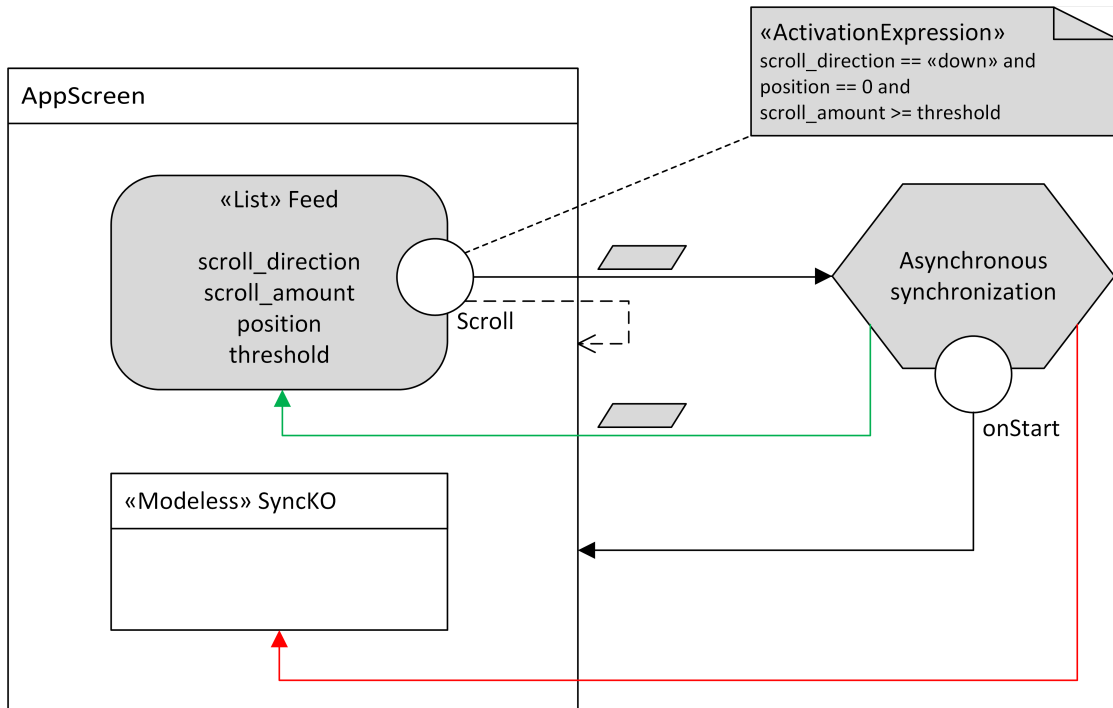 «ActivationExpression»
scroll_direction == «down» and
position == 0 and
scroll_amount >= threshold
AppScreen
«List» Feed
scroll_direction
scroll_amount
position
threshold
Scroll
Asynchronous
synchronization
onStart
«Modeless» SyncKO